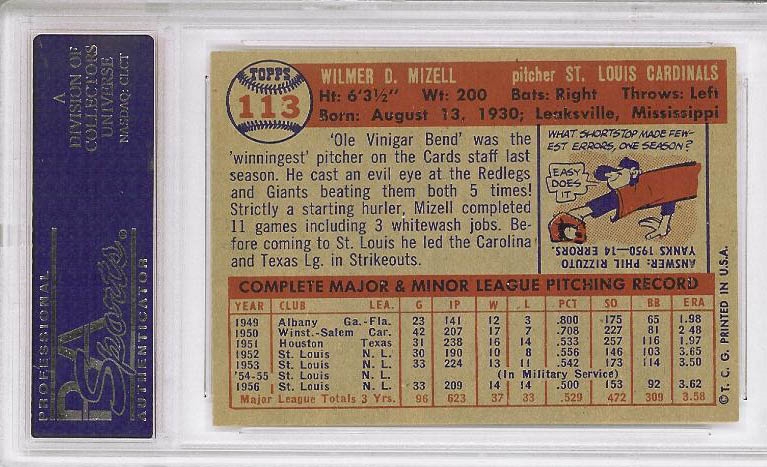 A
DIVISION OF
COLLECTORS
UNIVERSE
NASDAQ: CLCT
PROFESSIONAL
PSA
Sports
AUTHENTICATOR
TOPPS
113
WILMER D. MIZELL pitcher ST. LOUIS CARDINALS
Ht: 6'3½" Wt: 200 Bats: Right Throws: Left
Born: August 13, 1930; Leaksville, Mississippi
'Ole Vinigar Bend' was the
'winningest' pitcher on the Cards staff last
season. He cast an evil eye at the Redlegs
and Giants beating them both 5 times!
Strictly a starting hurler, Mizell completed
11 games including 3 whitewash jobs. Before
coming to St. Louis he led the Carolina
and Texas Lg. in Strikeouts.
WHAT SHORTSTOP MADE FEW-
EST ERRORS, ONE SEASON?
EASY
DOES
IT
ANSWER: PHIL RIZZUTO
YANKS 1950—14 ERRORS.
COMPLETE MAJOR & MINOR LEAGUE PITCHING RECORD
YEAR CLUB LEA. G IP W L PCT SO BB ERA
1949 Albany Ga.-Fla. 23 141 12 3 .800 175 65 1.98
1950 Winst.-Salem Car. 42 207 17 7 .708 227 81 2.48
1951 Houston Texas 31 238 16 14 .533 257 116 1.97
1952 St. Louis N. L. 30 190 10 8 .556 146 103 3.65
1953 St. Louis N. L. 33 224 13 11 .542 173 114 3.50
'54-55 St. Louis N. L. (In Military Service)
1956 St. Louis N. L. 33 209 14 14 .500 153 92 3.62
Major League Totals 3 Yrs. 96 623 37 33 .529 472 309 3.58
© T. C. G. PRINTED IN U.S.A.